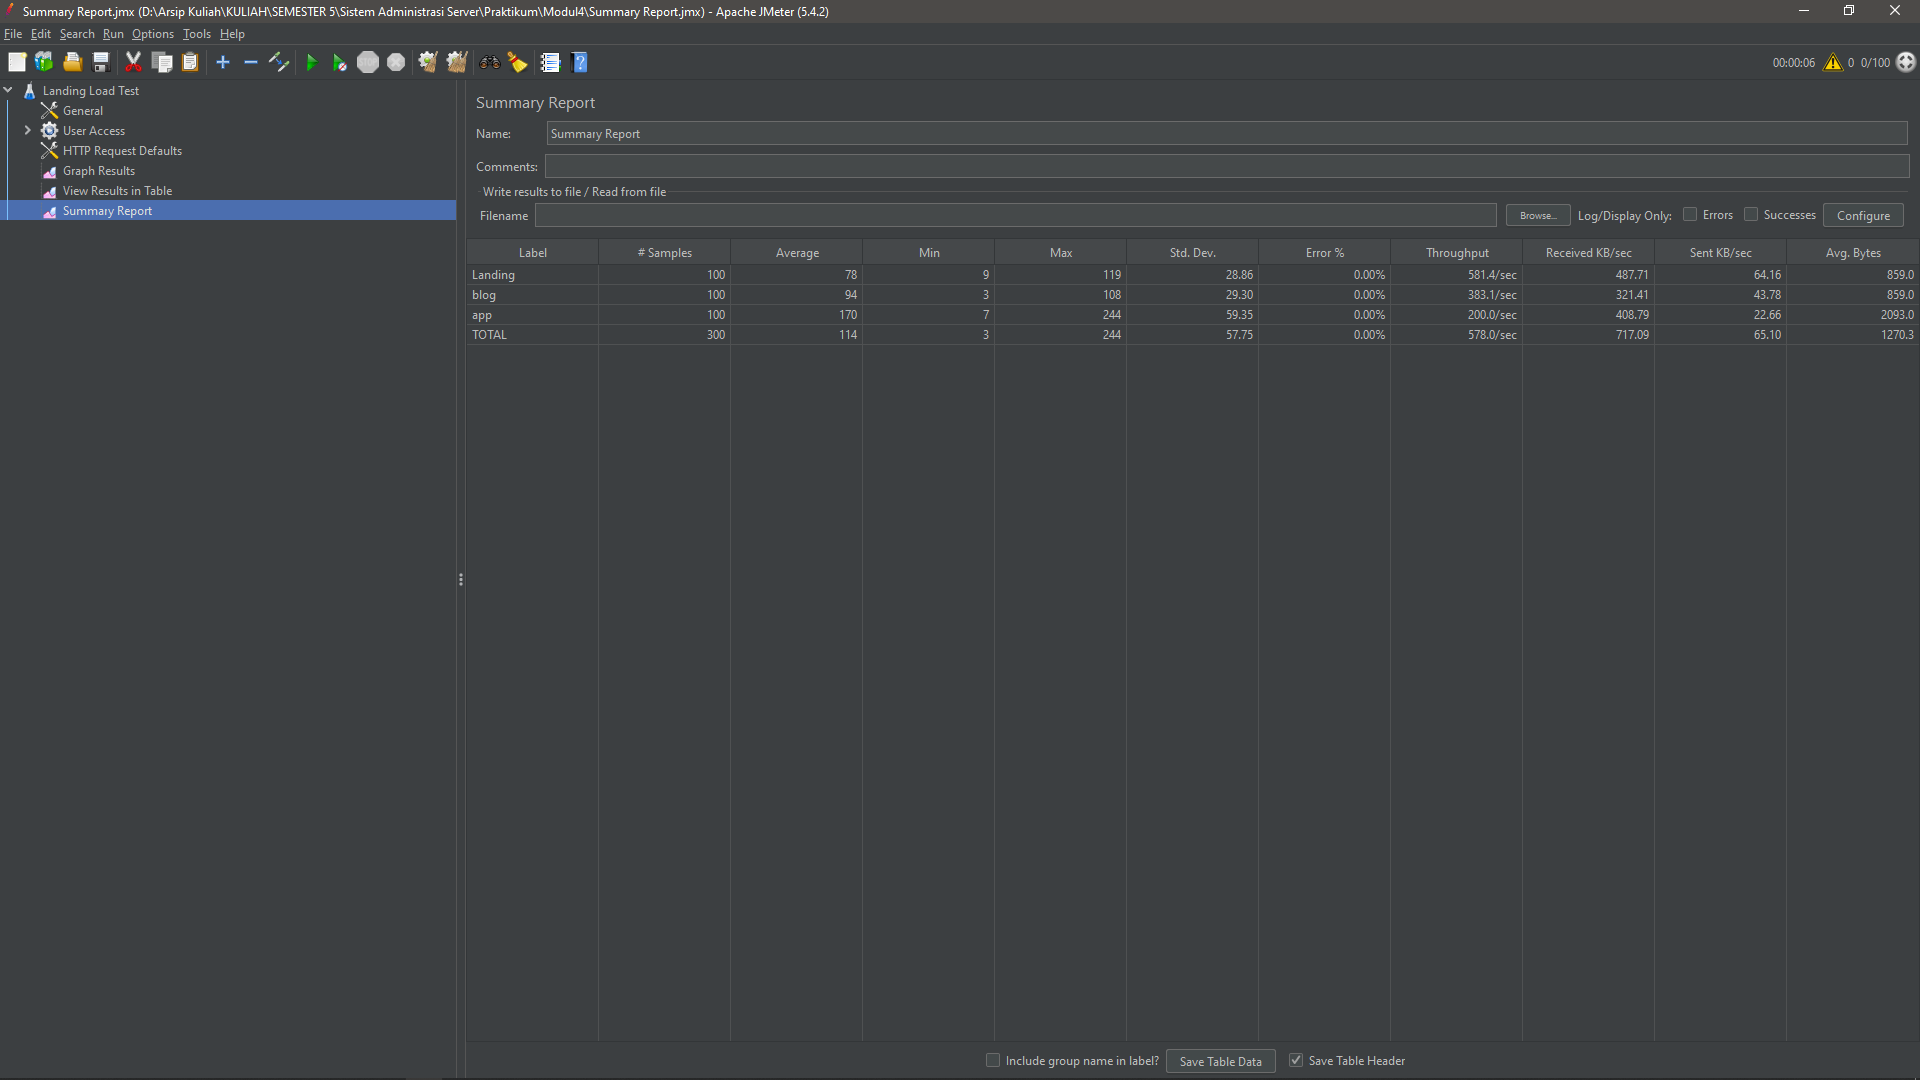 Summary Report.jmx (D:\Arsip Kuliah\KULIAH\SEMESTER 5\Sistem Administrasi Server\Praktikum\Modul4\Summary Report.jmx) - Apache JMeter (5.4.2)
File Edit Search Run Options Tools Help
00:00:06 0 0/100
Landing Load Test
General
User Access
HTTP Request Defaults
Graph Results
View Results in Table
Summary Report
Summary Report
Name: Summary Report
Comments:
Write results to file / Read from file
Filename Browse... Log/Display Only: Errors Successes Configure
Label # Samples Average Min Max Std. Dev. Error % Throughput Received KB/sec Sent KB/sec Avg. Bytes
Landing 100 78 9 119 28.86 0.00% 581.4/sec 487.71 64.16 859.0
blog 100 94 3 108 29.30 0.00% 383.1/sec 321.41 43.78 859.0
app 100 170 7 244 59.35 0.00% 200.0/sec 408.79 22.66 2093.0
TOTAL 300 114 3 244 57.75 0.00% 578.0/sec 717.09 65.10 1270.3
Include group name in label? Save Table Data Save Table Header